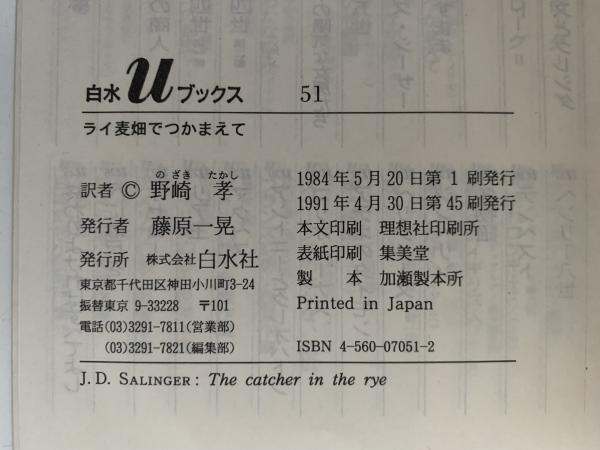 白水uブックス 51
ライ麦畑でつかまえて
のざき たかし
訳者 © 野崎 孝
発行者 藤原一晃
発行所 株式会社白水社
東京都千代田区神田小川町3-24
振替東京 9-33228 〒101
電話(03)3291-7811(営業部)
(03)3291-7821(編集部)
1984年5月20日第1刷発行
1991年4月30日第45刷発行
本文印刷 理想社印刷所
表紙印刷 集美堂
製本 加瀬製本所
Printed in Japan
ISBN 4-560-07051-2
J. D. SALINGER: The catcher in the rye